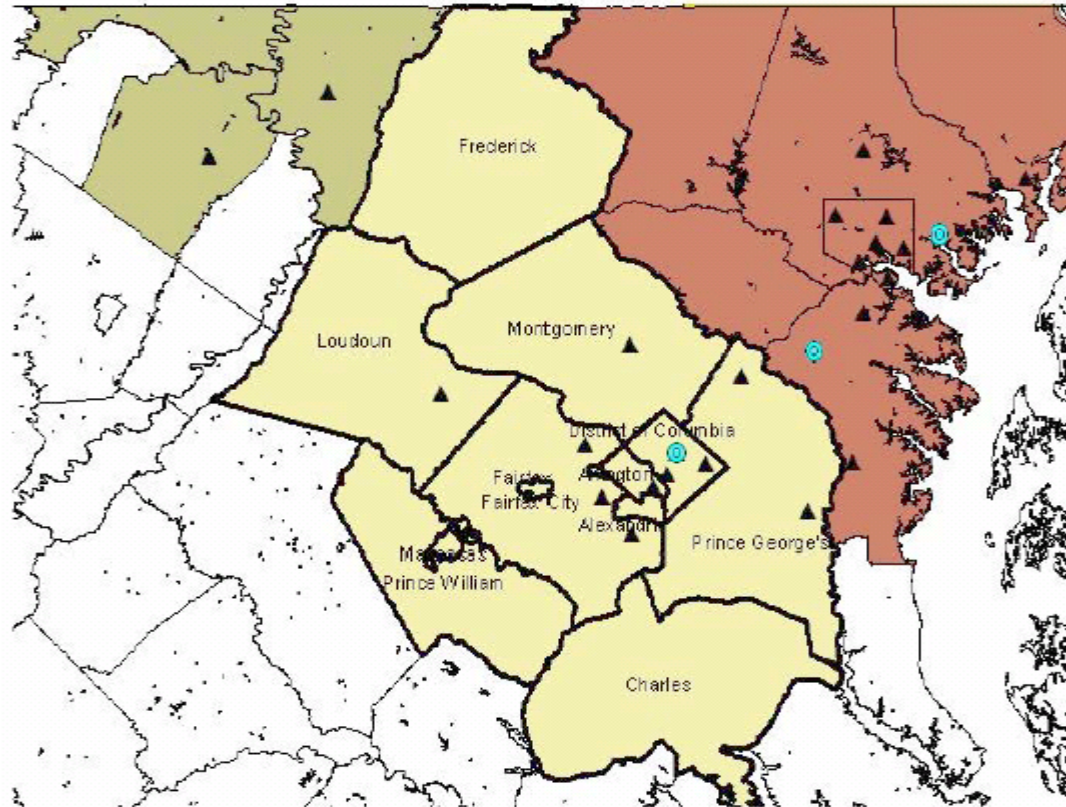 Frederick
Loudoun
Montgomery
District of Columbia
Arlington
Fairfax
Fairfax City
Alexandria
Prince George's
Manassas
Prince William
Charles